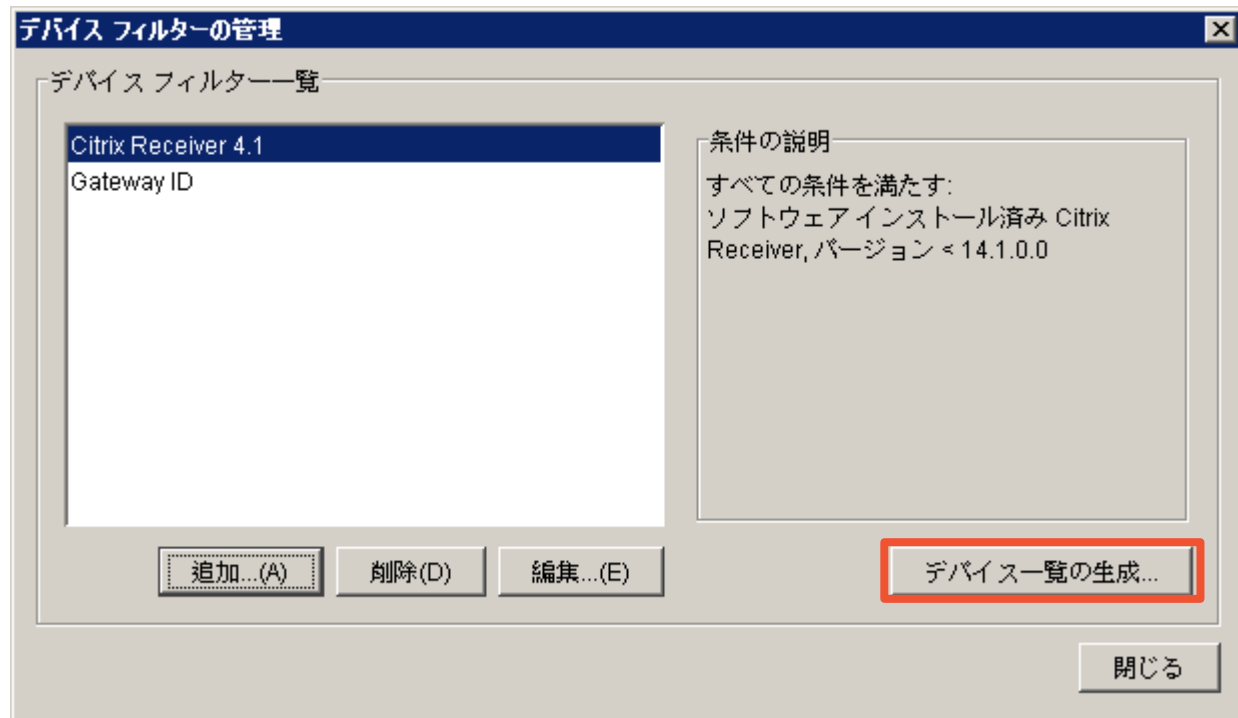 デバイス フィルターの管理
デバイス フィルター一覧
Citrix Receiver 4.1
Gateway ID
条件の説明
すべての条件を満たす:
ソフトウェア インストール済み Citrix
Receiver, バージョン < 14.1.0.0
追加...(A)
削除(D)
編集...(E)
デバイス一覧の生成...
閉じる